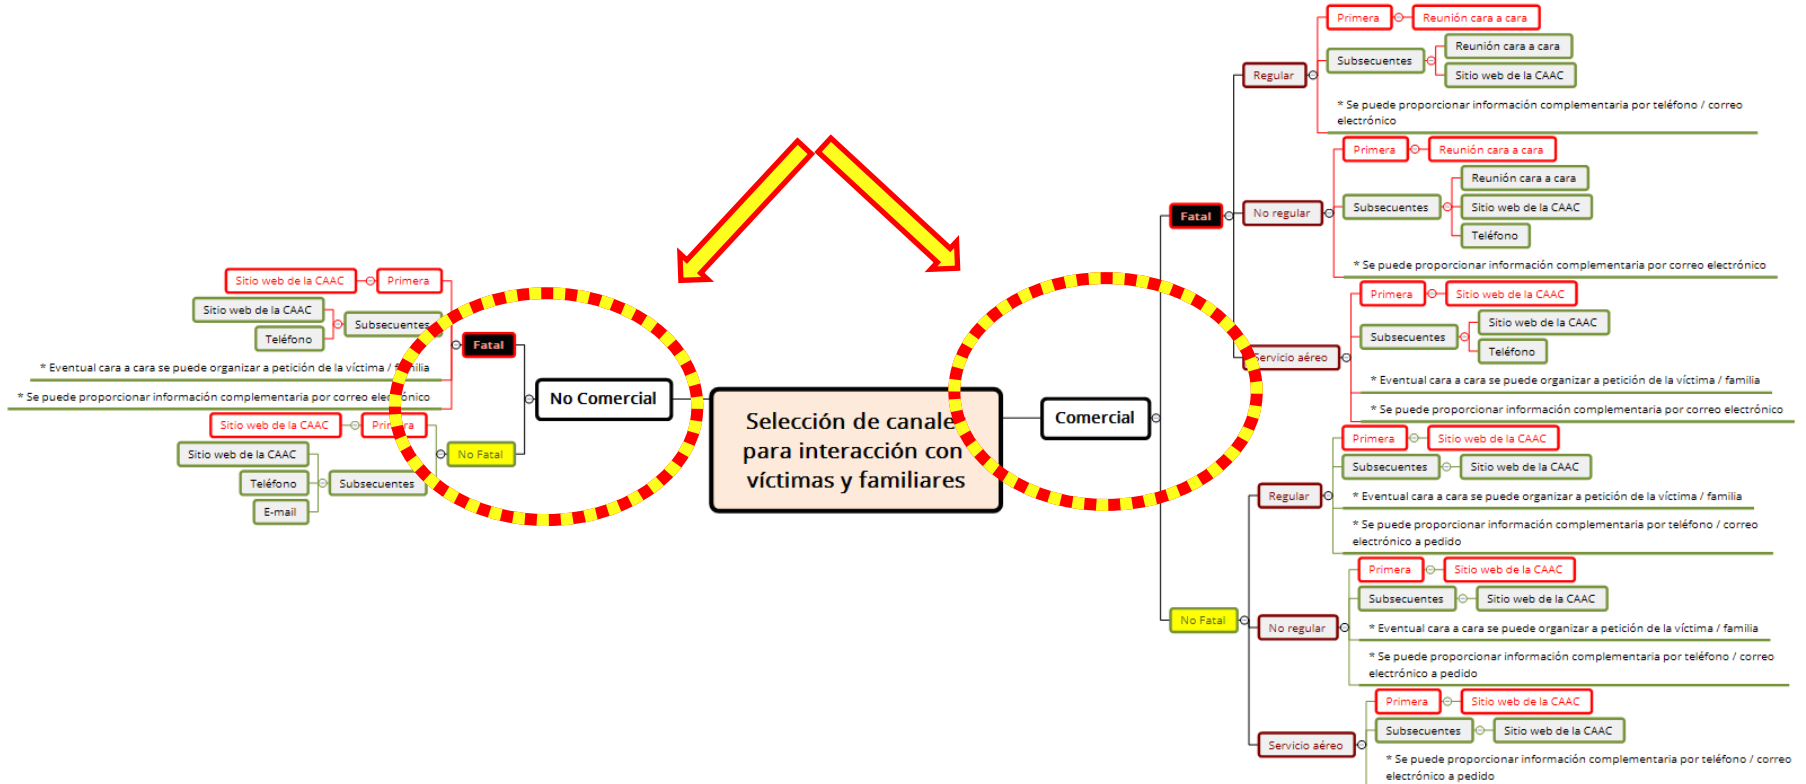 Selección de canale
para interacción con
víctimas y familiares
No Comercial
Fatal
Primera
Sitio web de la CAAC
Subsecuentes
Sitio web de la CAAC
Teléfono
* Eventual cara a cara se puede organizar a petición de la víctima / familia
* Se puede proporcionar información complementaria por correo electrónico
No Fatal
Primera
Sitio web de la CAAC
Subsecuentes
Sitio web de la CAAC
Teléfono
E-mail
Comercial
Fatal
Regular
Primera
Reunión cara a cara
Subsecuentes
Reunión cara a cara
Sitio web de la CAAC
* Se puede proporcionar información complementaria por teléfono / correo
electrónico
No regular
Primera
Reunión cara a cara
Subsecuentes
Reunión cara a cara
Sitio web de la CAAC
Teléfono
* Se puede proporcionar información complementaria por correo electrónico
Servicio aéreo
Primera
Sitio web de la CAAC
Subsecuentes
Sitio web de la CAAC
Teléfono
* Eventual cara a cara se puede organizar a petición de la víctima / familia
* Se puede proporcionar información complementaria por correo electrónico
No Fatal
Regular
Primera
Sitio web de la CAAC
Subsecuentes
Sitio web de la CAAC
* Eventual cara a cara se puede organizar a petición de la víctima / familia
* Se puede proporcionar información complementaria por teléfono / correo
electrónico a pedido
No regular
Primera
Sitio web de la CAAC
Subsecuentes
Sitio web de la CAAC
* Eventual cara a cara se puede organizar a petición de la víctima / familia
* Se puede proporcionar información complementaria por teléfono / correo
electrónico a pedido
Servicio aéreo
Primera
Sitio web de la CAAC
Subsecuentes
Sitio web de la CAAC
* Se puede proporcionar información complementaria por teléfono / correo
electrónico a pedido